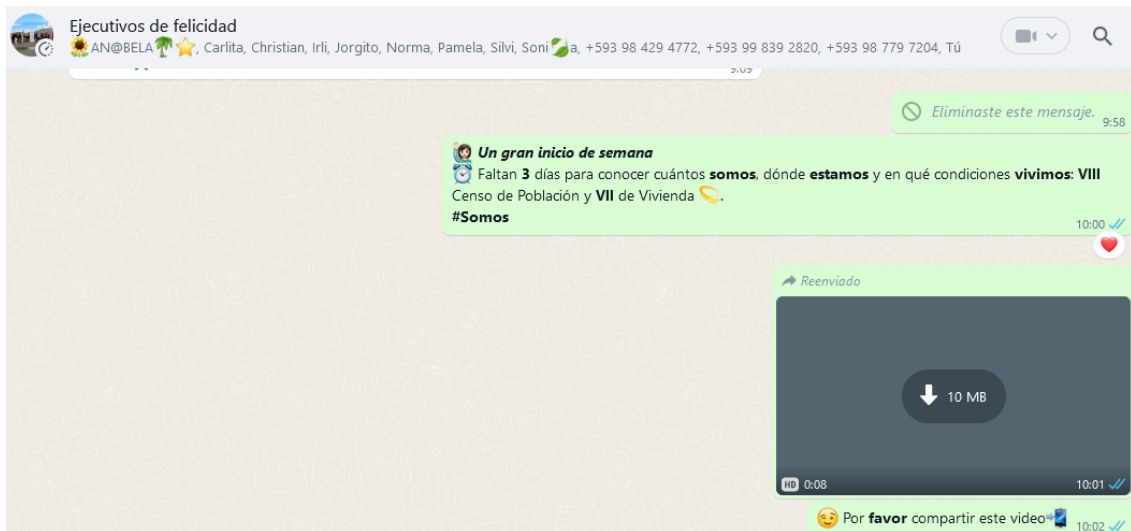 Ejecutivos de felicidad
🌻AN@BELA🌴⭐, Carlita, Christian, Irli, Jorgito, Norma, Pamela, Silvi, Soni🍃a, +593 98 429 4772, +593 99 839 2820, +593 98 779 7204, Tú
9:09
Eliminaste este mensaje. 9:58
🙋🏻‍♀️ Un gran inicio de semana
⏰ Faltan 3 días para conocer cuántos somos, dónde estamos y en qué condiciones vivimos: VIII
Censo de Población y VII de Vivienda 💫.
#Somos
10:00
Reenviado
10 MB
HD 0:08 10:01
😉 Por favor compartir este video📲 10:02